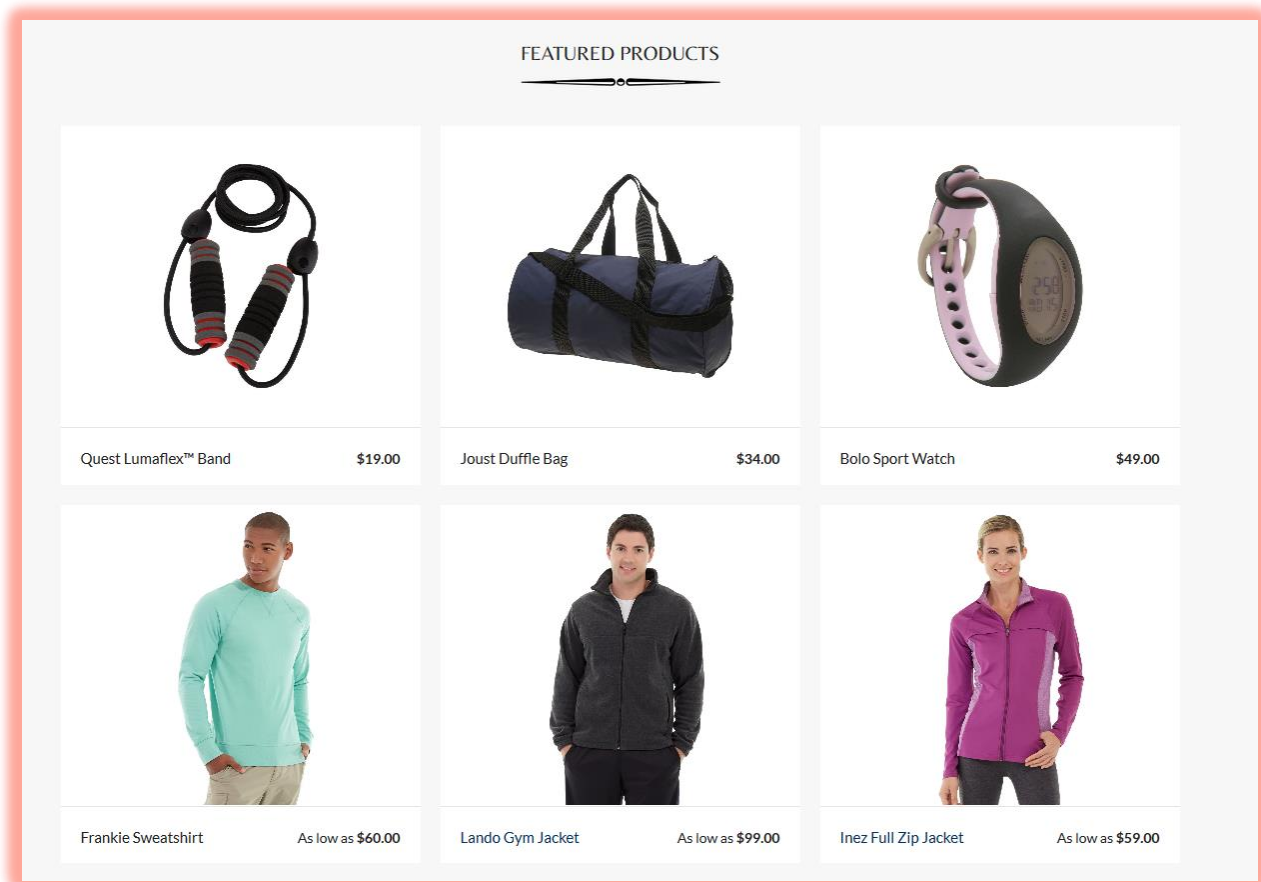 FEATURED PRODUCTS
Quest Lumaflex™ Band $19.00
Joust Duffle Bag $34.00
Bolo Sport Watch $49.00
Frankie Sweatshirt As low as $60.00
Lando Gym Jacket As low as $99.00
Inez Full Zip Jacket As low as $59.00
2:58